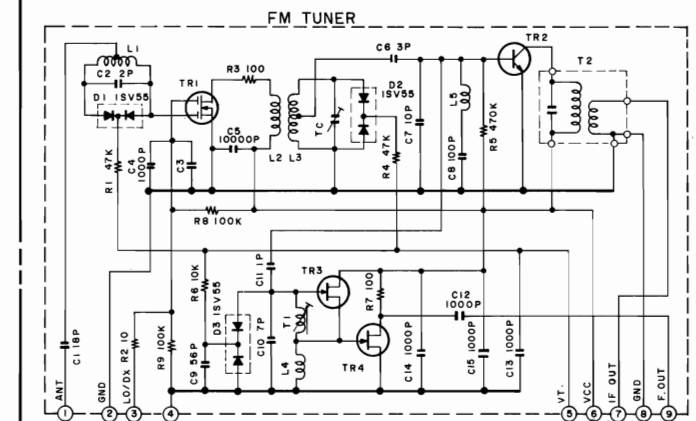 FM TUNER
L1
C2 2P
D1 1SV55
TR1
R3 100
C5
10000P
L2 L3
TC
D2
1SV55
C6 3P
TR2
T2
R1 47K
C4
1000P
C3
R4 47K
C7 10P
L5
C8 100P
R5 470K
R8 100K
C11 1P
TR3
R6 10K
D3 1SV55
T1
R7 100
C12
1000P
C1 18P
R2 10
R9 100K
C9 56P
C10 7P
L4
TR4
C14 1000P
C15 1000P
C13 1000P
ANT
GND
LO/DX
VT.
VCC
IF OUT
GND
F.OUT
1
2
3
4
5
6
7
8
9